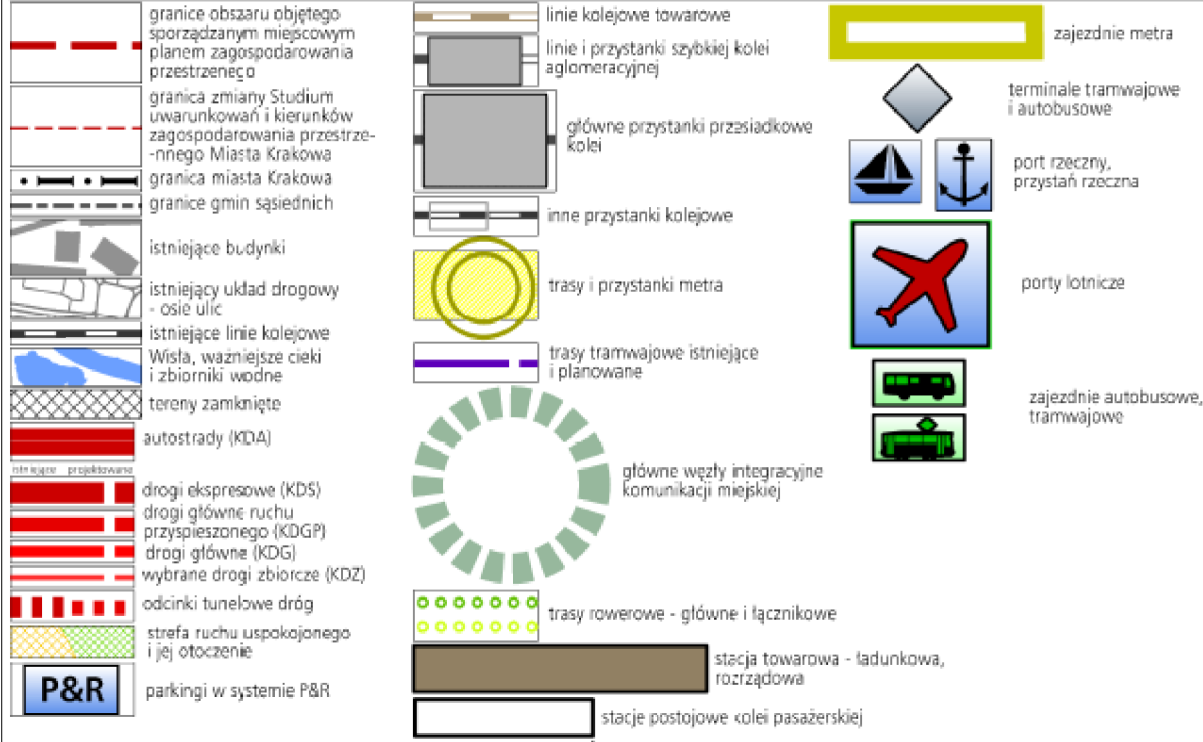 granice obszaru objętego
sporządzanym miejscowym
planem zagospodarowania
przestrzenego
granica zmiany Studium
uwarunkowań i kierunków
zagospodarowania przestrze-
-nnego Miasta Krakowa
granica miasta Krakowa
granice gmin sąsiednich
istniejące budynki
istniejący układ drogowy
- osie ulic
istniejące linie kolejowe
Wisła, ważniejsze cieki
i zbiorniki wodne
tereny zamknięte
autostrady (KDA)
istniejące projektowane
drogi ekspresowe (KDS)
drogi główne ruchu
przyspieszonego (KDGP)
drogi główne (KDG)
wybrane drogi zbiorcze (KDZ)
odcinki tunelowe dróg
strefa ruchu uspokojonego
i jej otoczenie
P&R
parkingi w systemie P&R
linie kolejowe towarowe
linie i przystanki szybkiej kolei
aglomeracyjnej
główne przystanki przesiadkowe
kolei
inne przystanki kolejowe
trasy i przystanki metra
trasy tramwajowe istniejące
i planowane
główne węzły integracyjne
komunikacji miejskiej
trasy rowerowe - główne i łącznikowe
stacja towarowa - ładunkowa,
rozrządowa
stacje postojowe kolei pasażerskiej
zajezdnie metra
terminale tramwajowe
i autobusowe
port rzeczny,
przystań rzeczna
porty lotnicze
zajezdnie autobusowe,
tramwajowe